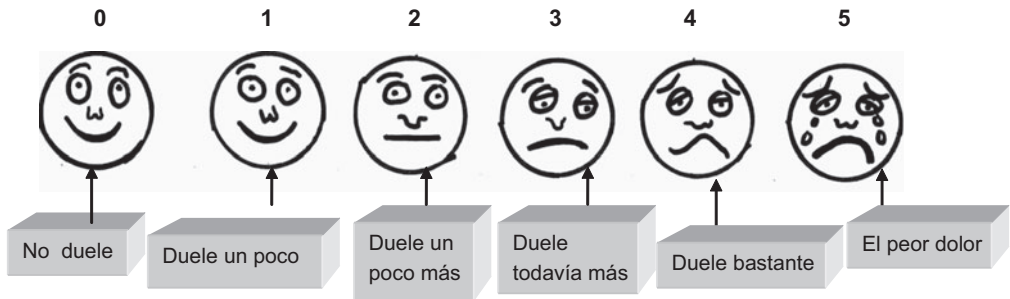 0 1 2 3 4 5
No duele
Duele un poco
Duele un
poco más
Duele
todavía más
Duele bastante
El peor dolor